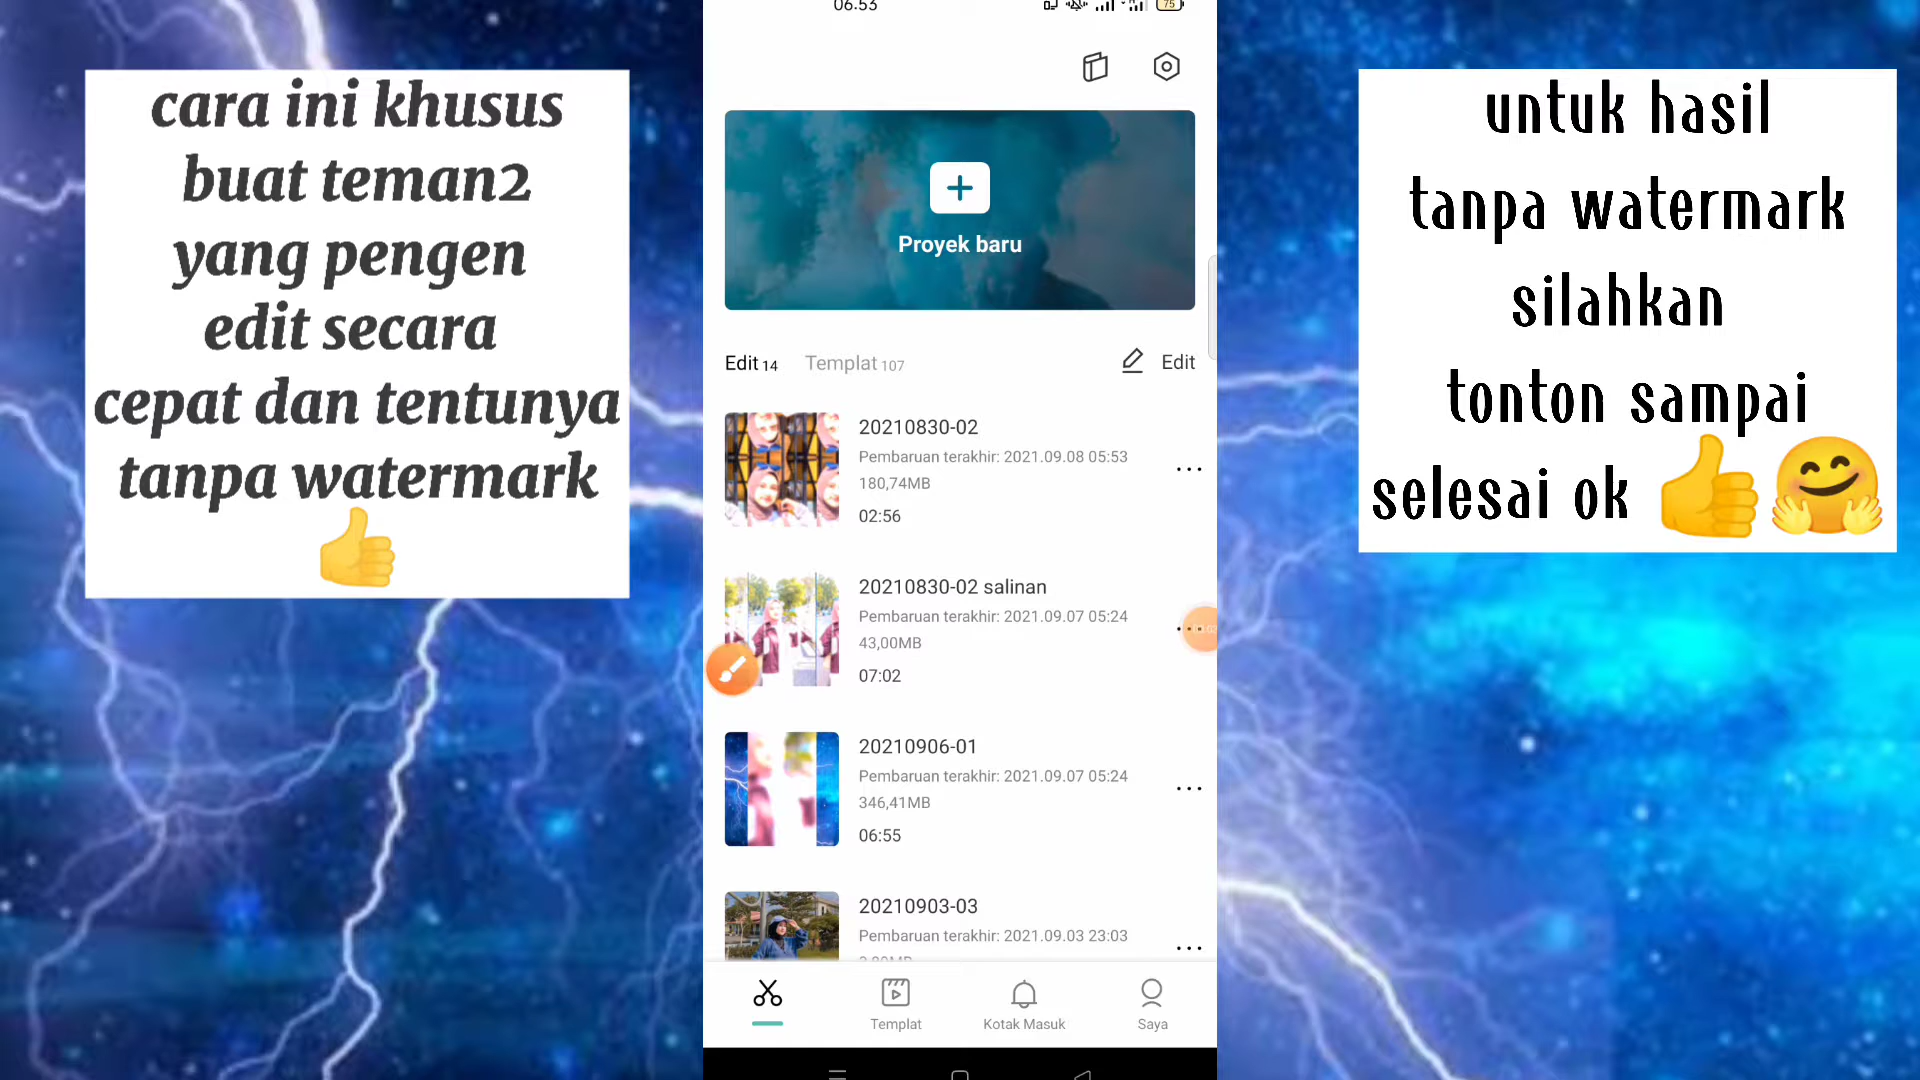 cara ini khusus
buat teman2
yang pengen
edit secara
cepat dan tentunya
tanpa watermark
06.53
75
Proyek baru
Edit 14
Templat 107
Edit
20210830-02
Pembaruan terakhir: 2021.09.08 05:53
180,74MB
02:56
20210830-02 salinan
Pembaruan terakhir: 2021.09.07 05:24
43,00MB
07:02
20210906-01
Pembaruan terakhir: 2021.09.07 05:24
346,41MB
06:55
20210903-03
Pembaruan terakhir: 2021.09.03 23:03
Templat
Kotak Masuk
Saya
untuk hasil
tanpa watermark
silahkan
tonton sampai
selesai ok